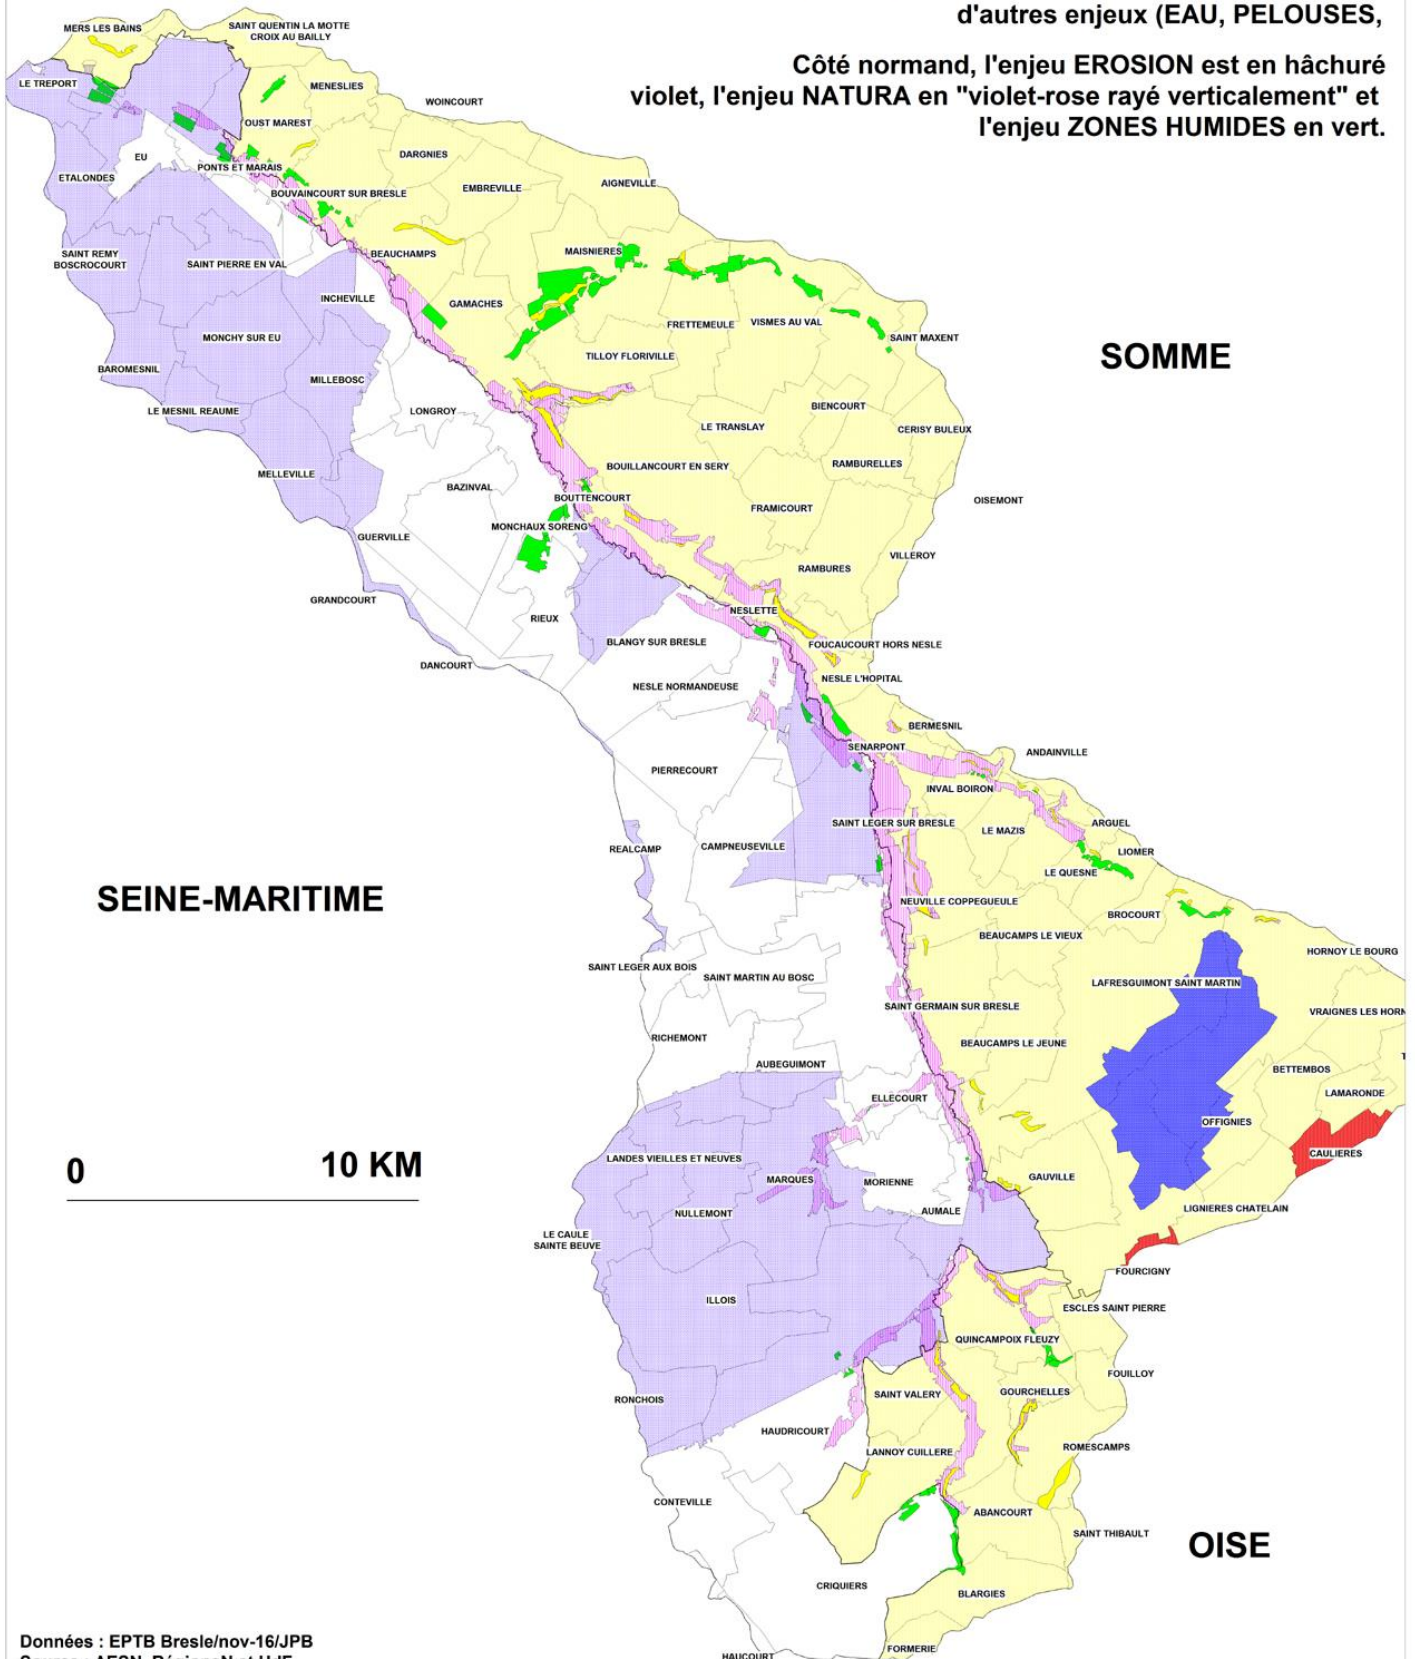 d'autres enjeux (EAU, PELOUSES,
Côté normand, l'enjeu EROSION est en hâchuré
violet, l'enjeu NATURA en "violet-rose rayé verticalement" et
l'enjeu ZONES HUMIDES en vert.
MERS LES BAINS
SAINT QUENTIN LA MOTTE
CROIX AU BAILLY
LE TREPORT
MENESLIES
WOINCOURT
OUST MAREST
EU
DARGNIES
PONTS ET MARAIS
ETALONDES
BOUVAINCOURT SUR BRESLE
EMBREVILLE
AIGNEVILLE
SAINT REMY
BOSCROCOURT
SAINT PIERRE EN VAL
BEAUCHAMPS
MAISNIERES
INCHEVILLE
GAMACHES
MONCHY SUR EU
FRETTEMEULE
VISMES AU VAL
SAINT MAXENT
SOMME
TILLOY FLORIVILLE
BAROMESNIL
MILLEBOSC
LE MESNIL REAUME
LONGROY
BIENCOURT
LE TRANSLAY
CERISY BULEUX
MELLEVILLE
BOUILLANCOURT EN SERY
RAMBURELLES
BAZINVAL
BOUTTENCOURT
FRAMICOURT
OISEMONT
MONCHAUX SORENG
GUERVILLE
VILLEROY
RAMBURES
GRANDCOURT
RIEUX
NESLETTE
BLANGY SUR BRESLE
FOUCAUCOURT HORS NESLE
DANCOURT
NESLE NORMANDEUSE
NESLE L'HOPITAL
BERMESNIL
SENARPONT
ANDAINVILLE
PIERRECOURT
INVAL BOIRON
SAINT LEGER SUR BRESLE
LE MAZIS
ARGUEL
REALCAMP
CAMPNEUSEVILLE
LIOMER
LE QUESNE
SEINE-MARITIME
NEUVILLE COPPEGUEULE
BROCOURT
BEAUCAMPS LE VIEUX
HORNOY LE BOURG
SAINT LEGER AUX BOIS
SAINT MARTIN AU BOSC
LAFRESGUIMONT SAINT MARTIN
SAINT GERMAIN SUR BRESLE
VRAIGNES LES HORN
RICHEMONT
BEAUCAMPS LE JEUNE
AUBEGUIMONT
BETTEMBOS
ELLECOURT
LAMARONDE
OFFIGNIES
0 10 KM
LANDES VIEILLES ET NEUVES
CAULIERES
MARQUES
MORIENNE
GAUVILLE
NULLEMONT
AUMALE
LIGNIERES CHATELAIN
LE CAULE
SAINTE BEUVE
FOURCIGNY
ILLOIS
ESCLES SAINT PIERRE
QUINCAMPOIX FLEUZY
FOUILLOY
RONCHOIS
SAINT VALERY
GOURCHELLES
HAUDRICOURT
LANNOY CUILLERE
ROMESCAMPS
CONTEVILLE
ABANCOURT
SAINT THIBAULT
OISE
CRIQUIERS
BLARGIES
Données : EPTB Bresle/nov-16/JPB
FORMERIE
HAUCOURT